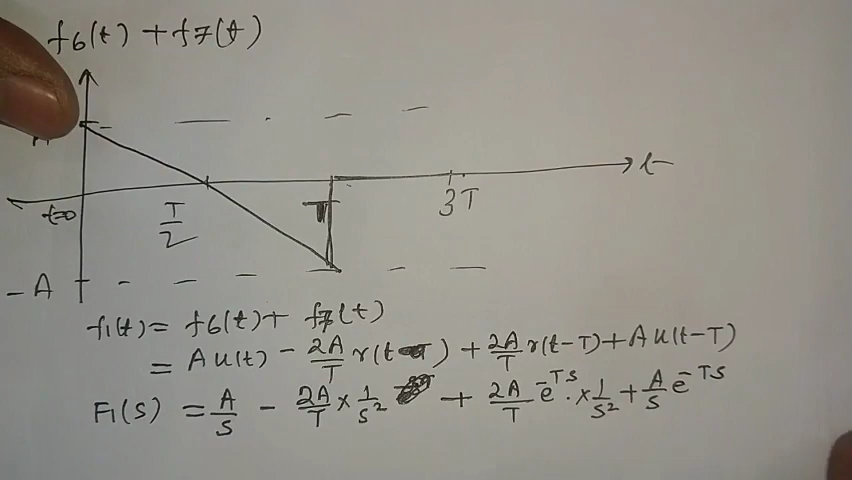 f6(t) + f7(t)
t
t=0
T/2
T
3T
-A
f1(t) = f6(t) + f7(t)
= A u(t) - 2A/T r(t) + 2A/T r(t-T) + A u(t-T)
F1(s) = A/s - 2A/T × 1/s² + 2A/T e^-Ts · × 1/s² + A/s e^-Ts